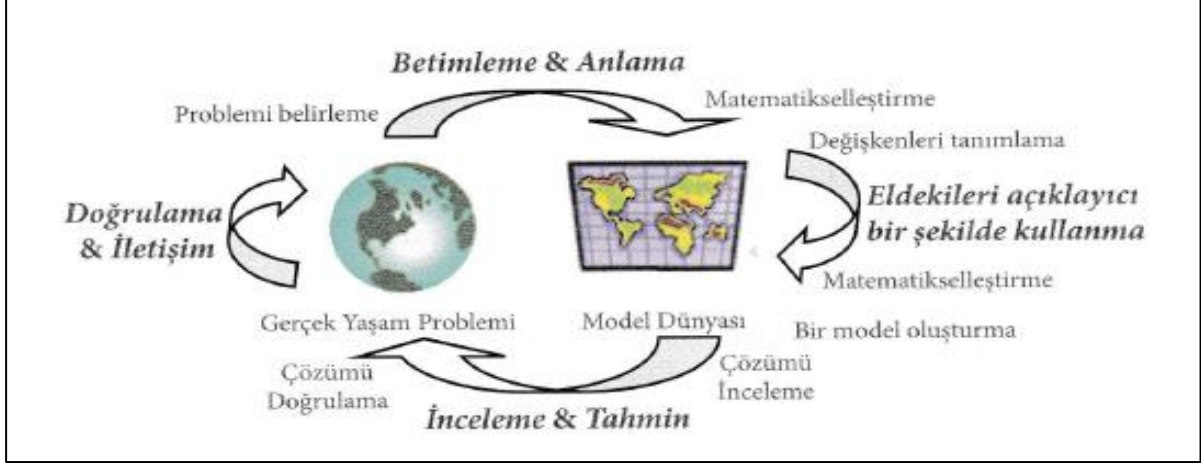 Betimleme & Anlama
Problemi belirleme
Matematikselleştirme
Değişkenleri tanımlama
Doğrulama
& İletişim
Eldekileri açıklayıcı
bir şekilde kullanma
Matematikselleştirme
Gerçek Yaşam Problemi
Model Dünyası
Bir model oluşturma
Çözümü
Doğrulama
Çözümü
İnceleme
İnceleme & Tahmin